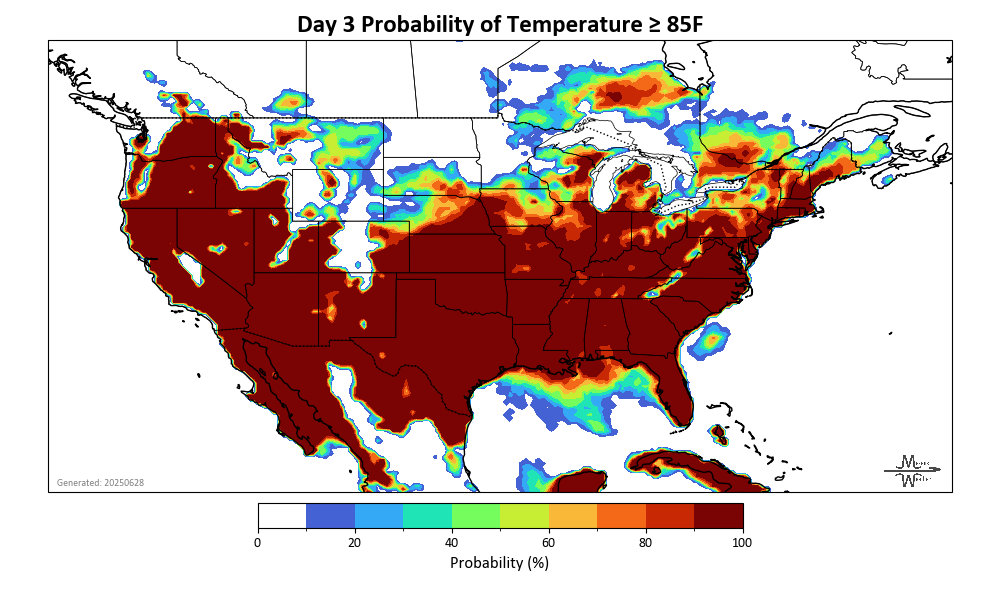 Day 3 Probability of Temperature ≥ 85F
Generated: 20250628
0 20 40 60 80 100
Probability (%)